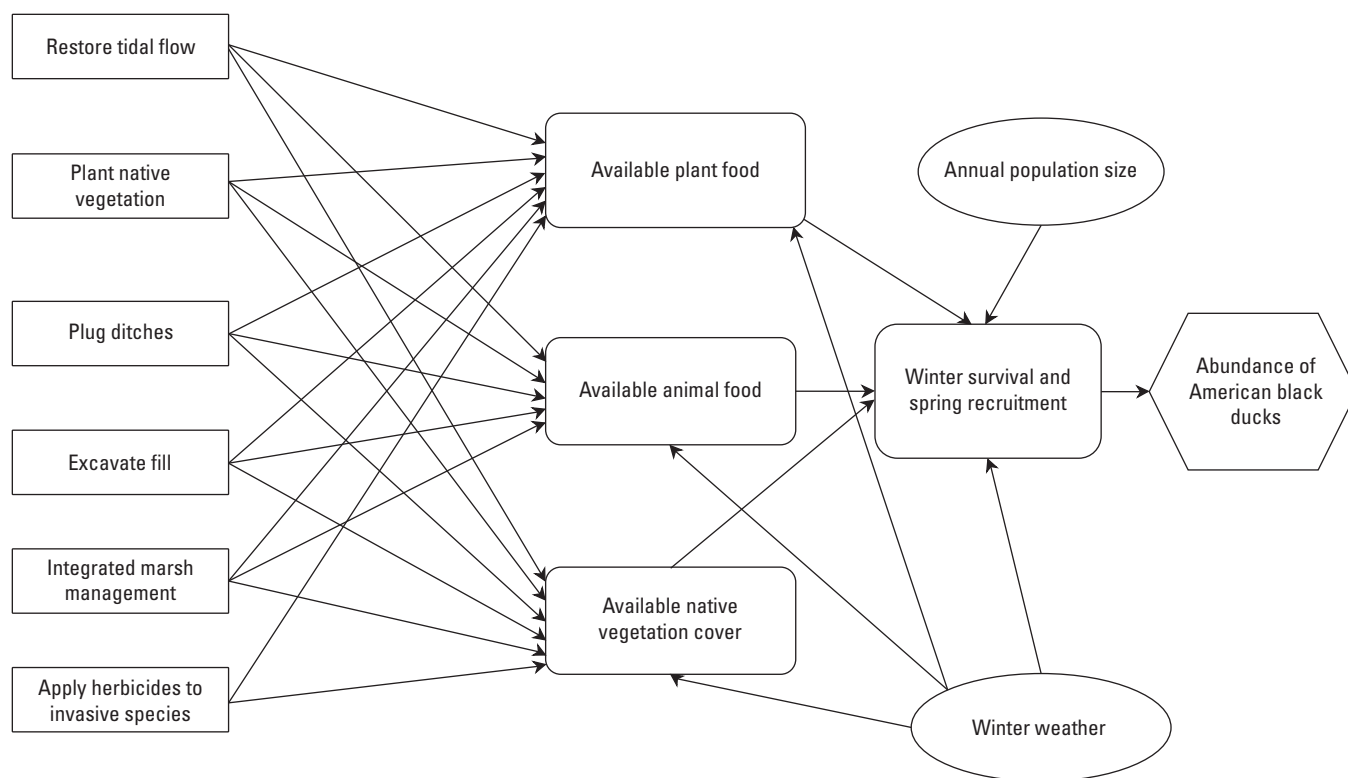 Restore tidal flow
Plant native
vegetation
Plug ditches
Excavate fill
Integrated marsh
management
Apply herbicides to
invasive species
Available plant food
Available animal food
Available native
vegetation cover
Annual population size
Winter survival and
spring recruitment
Winter weather
Abundance of
American black
ducks